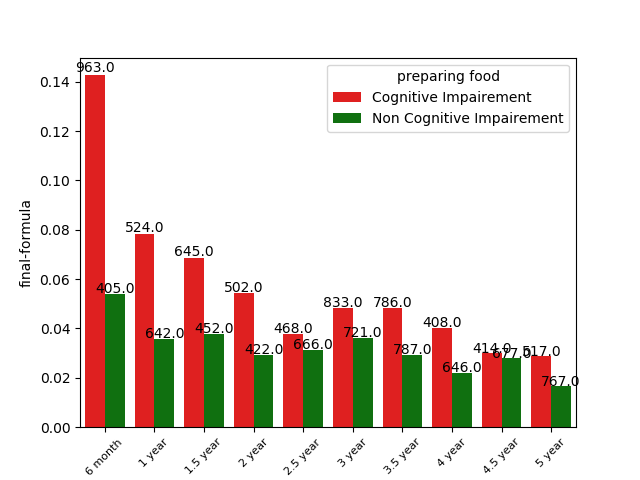 preparing food
Cognitive Impairement
Non Cognitive Impairement
final-formula
0.14
0.12
0.10
0.08
0.06
0.04
0.02
0.00
963.0
405.0
524.0
642.0
645.0
452.0
502.0
422.0
468.0
666.0
833.0
721.0
786.0
787.0
408.0
646.0
414.0
677.0
517.0
767.0
6 month
1 year
1.5 year
2 year
2.5 year
3 year
3.5 year
4 year
4.5 year
5 year